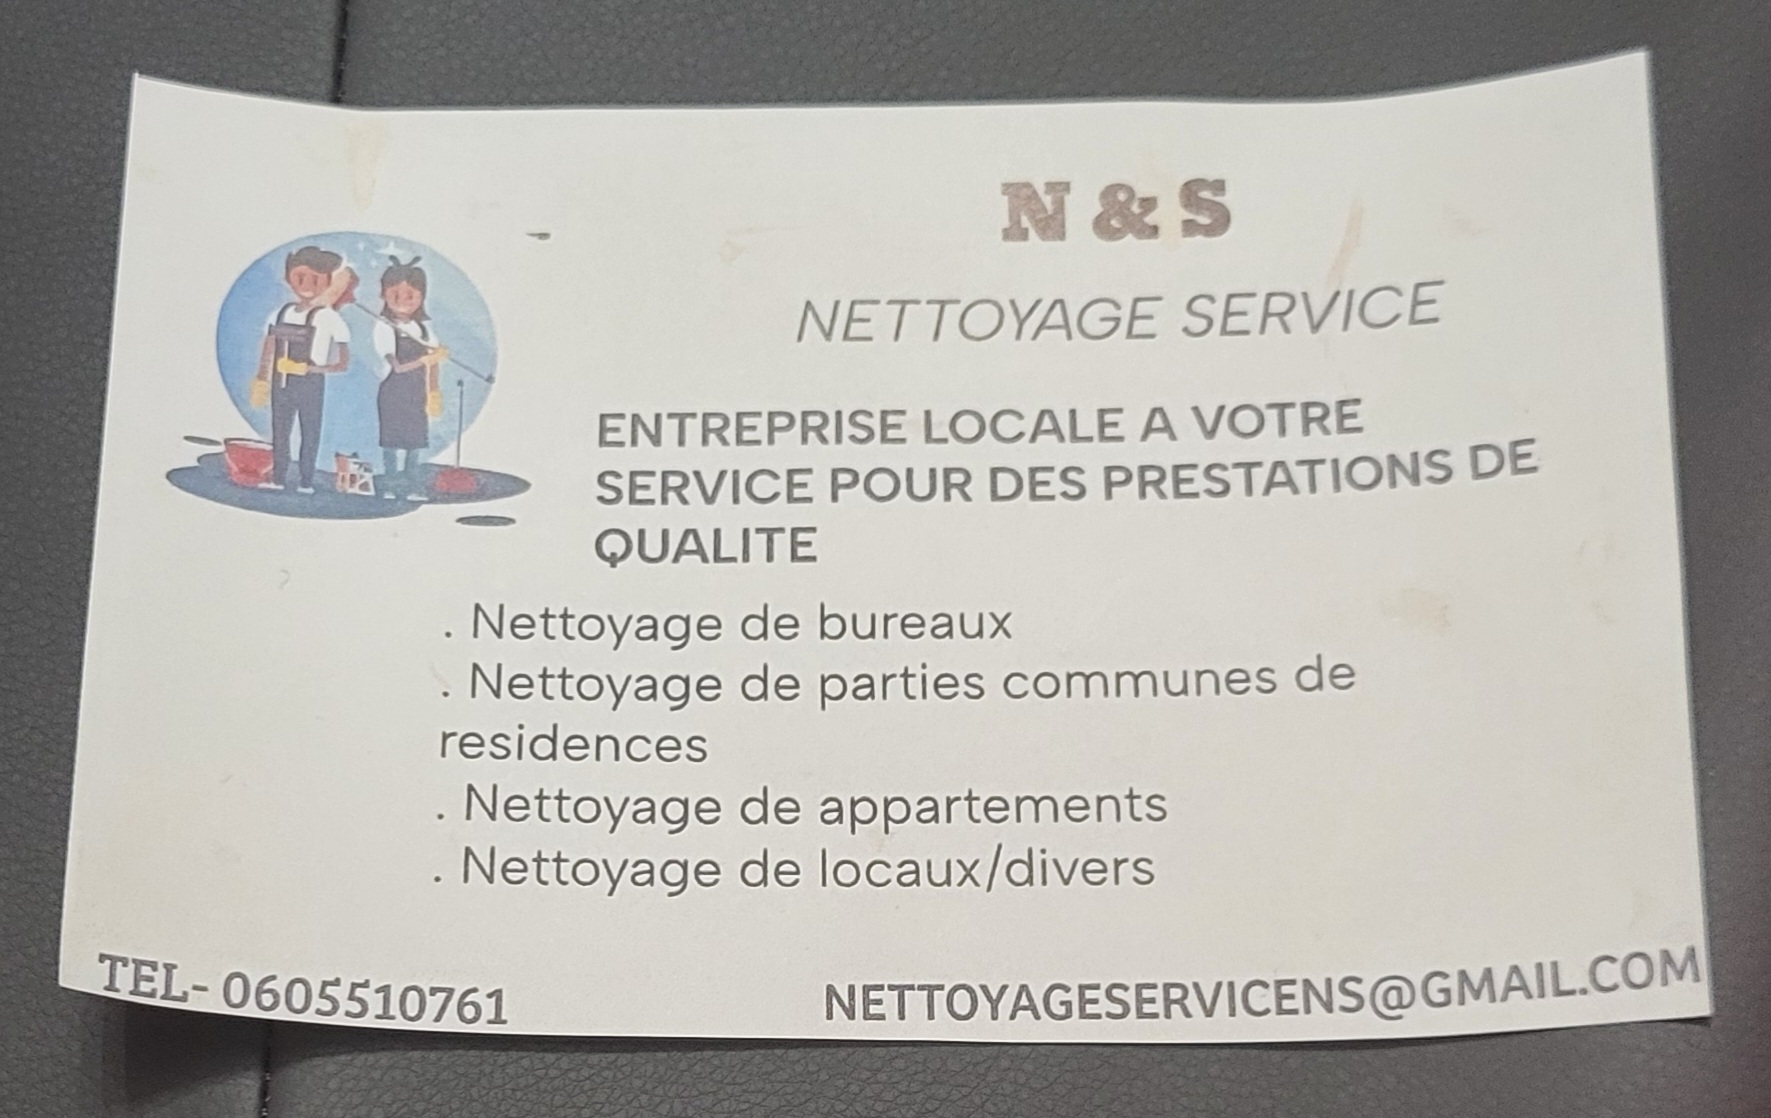 N & S
NETTOYAGE SERVICE
ENTREPRISE LOCALE A VOTRE
SERVICE POUR DES PRESTATIONS DE
QUALITE
. Nettoyage de bureaux
. Nettoyage de parties communes de
residences
. Nettoyage de appartements
. Nettoyage de locaux/divers
TEL- 0605510761
NETTOYAGESERVICENS@GMAIL.COM